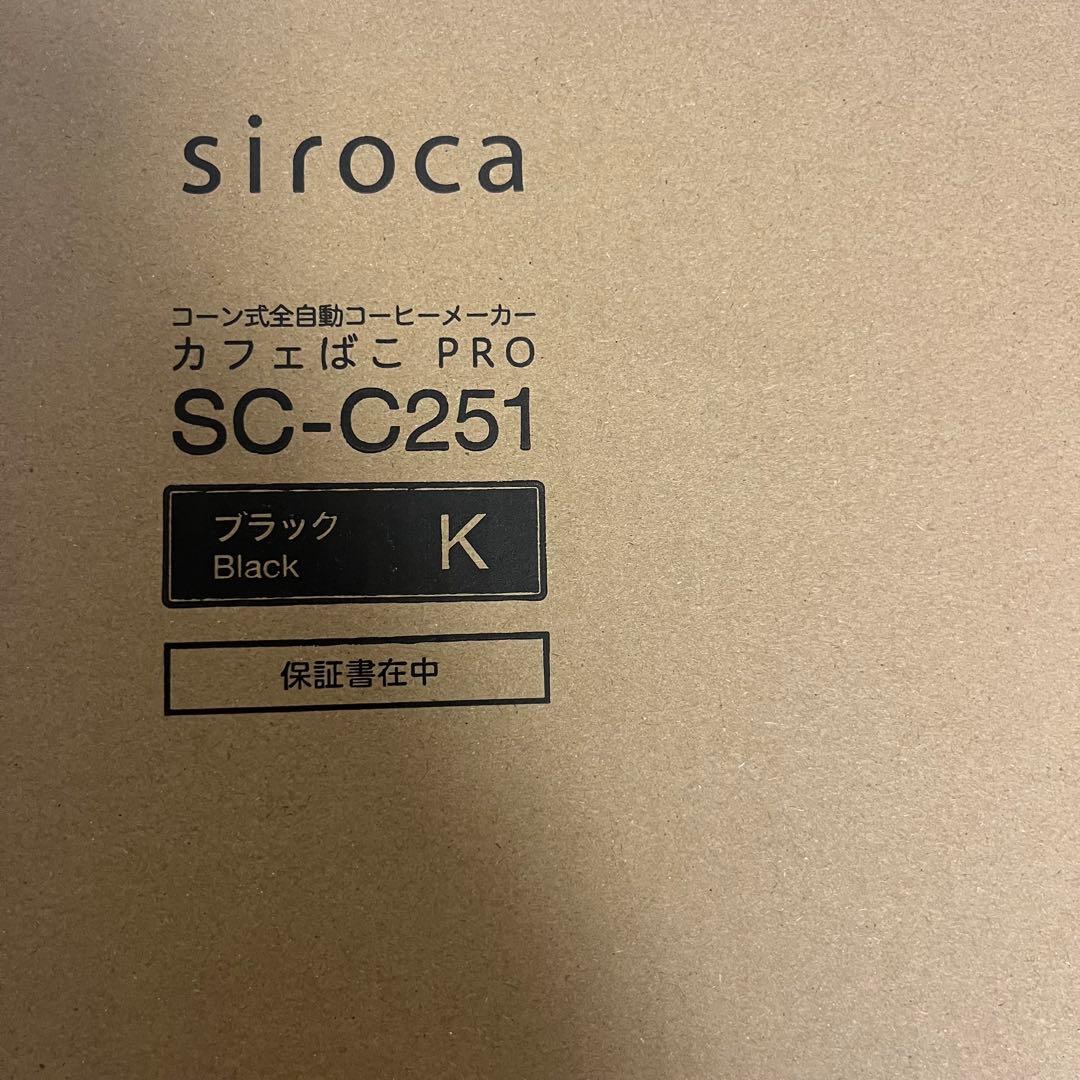 siroca
コーン式全自動コーヒーメーカー
カフェばこ PRO
SC-C251
ブラック K
Black
保証書在中